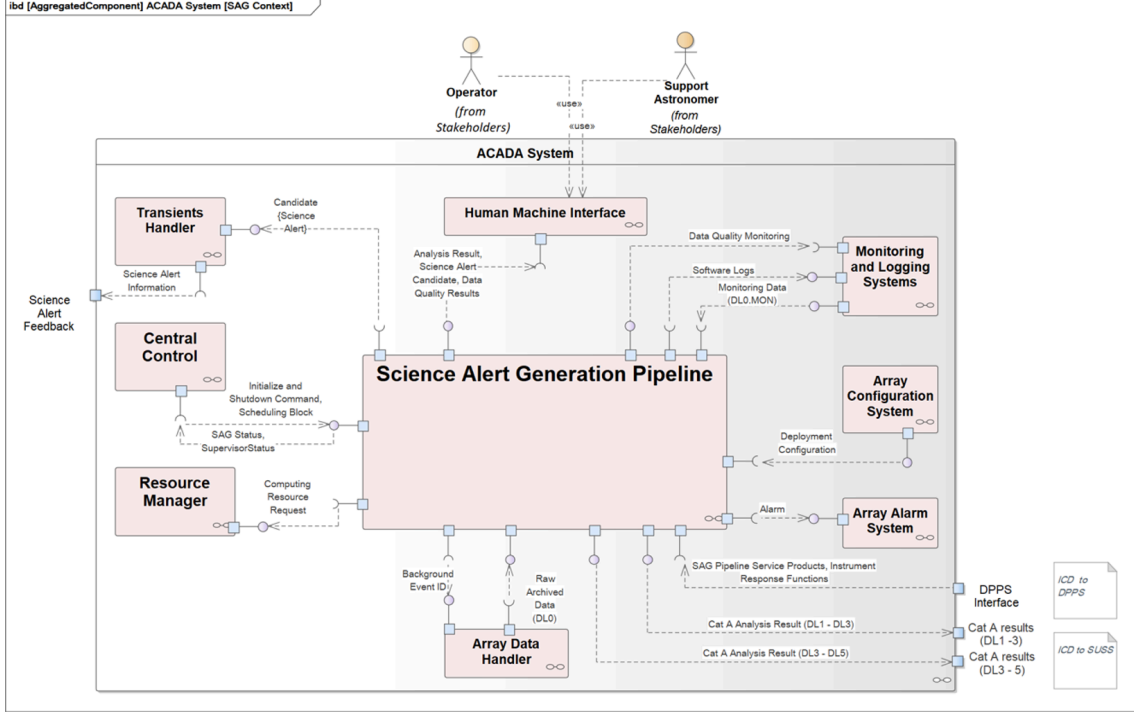 ibd [AggregatedComponent] ACADA System [SAG Context]
Operator
(from
Stakeholders)
Support
Astronomer
(from
Stakeholders)
«use»
«use»
ACADA System
Transients
Handler
Candidate
{Science
Alert}
Human Machine Interface
Data Quality Monitoring
Monitoring
and Logging
Systems
Analysis Result,
Science Alert
Candidate, Data
Quality Results
Software Logs
Monitoring Data
(DL0.MON)
Science Alert
Information
Science
Alert
Feedback
Central
Control
Science Alert Generation Pipeline
Array
Configuration
System
Initialize and
Shutdown Command,
Scheduling Block
SAG Status,
SupervisorStatus
Deployment
Configuration
Resource
Manager
Computing
Resource
Request
Alarm
Array Alarm
System
Background
Event ID
Raw
Archived
Data
(DL0)
SAG Pipeline Service Products, Instrument
Response Functions
DPPS
Interface
ICD to
DPPS
Array Data
Handler
Cat A Analysis Result (DL1 - DL3)
Cat A results
(DL1 -3)
Cat A Analysis Result (DL3 - DL5)
Cat A results
(DL3 - 5)
ICD to SUSS